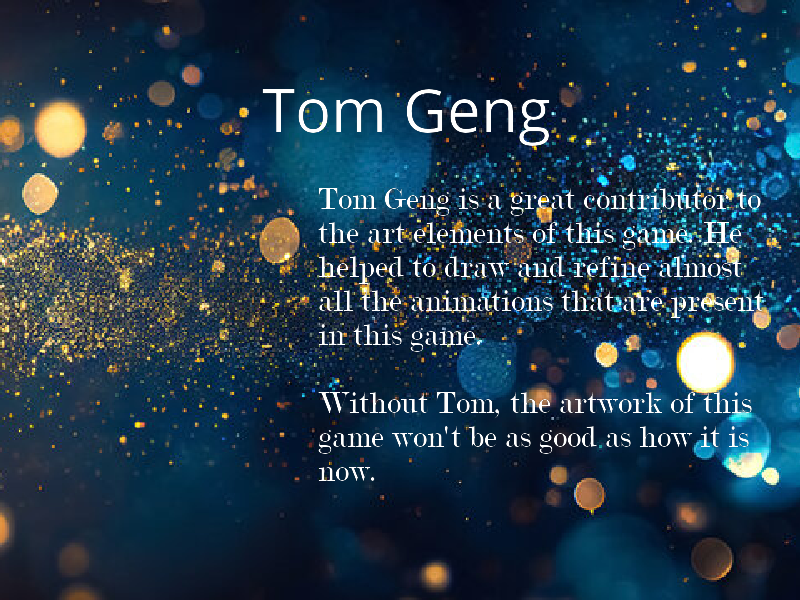 Tom Geng
Tom Geng is a great contributor to
the art elements of this game. He
helped to draw and refine almost
all the animations that are present
in this game.
Without Tom, the artwork of this
game won't be as good as how it is
now.